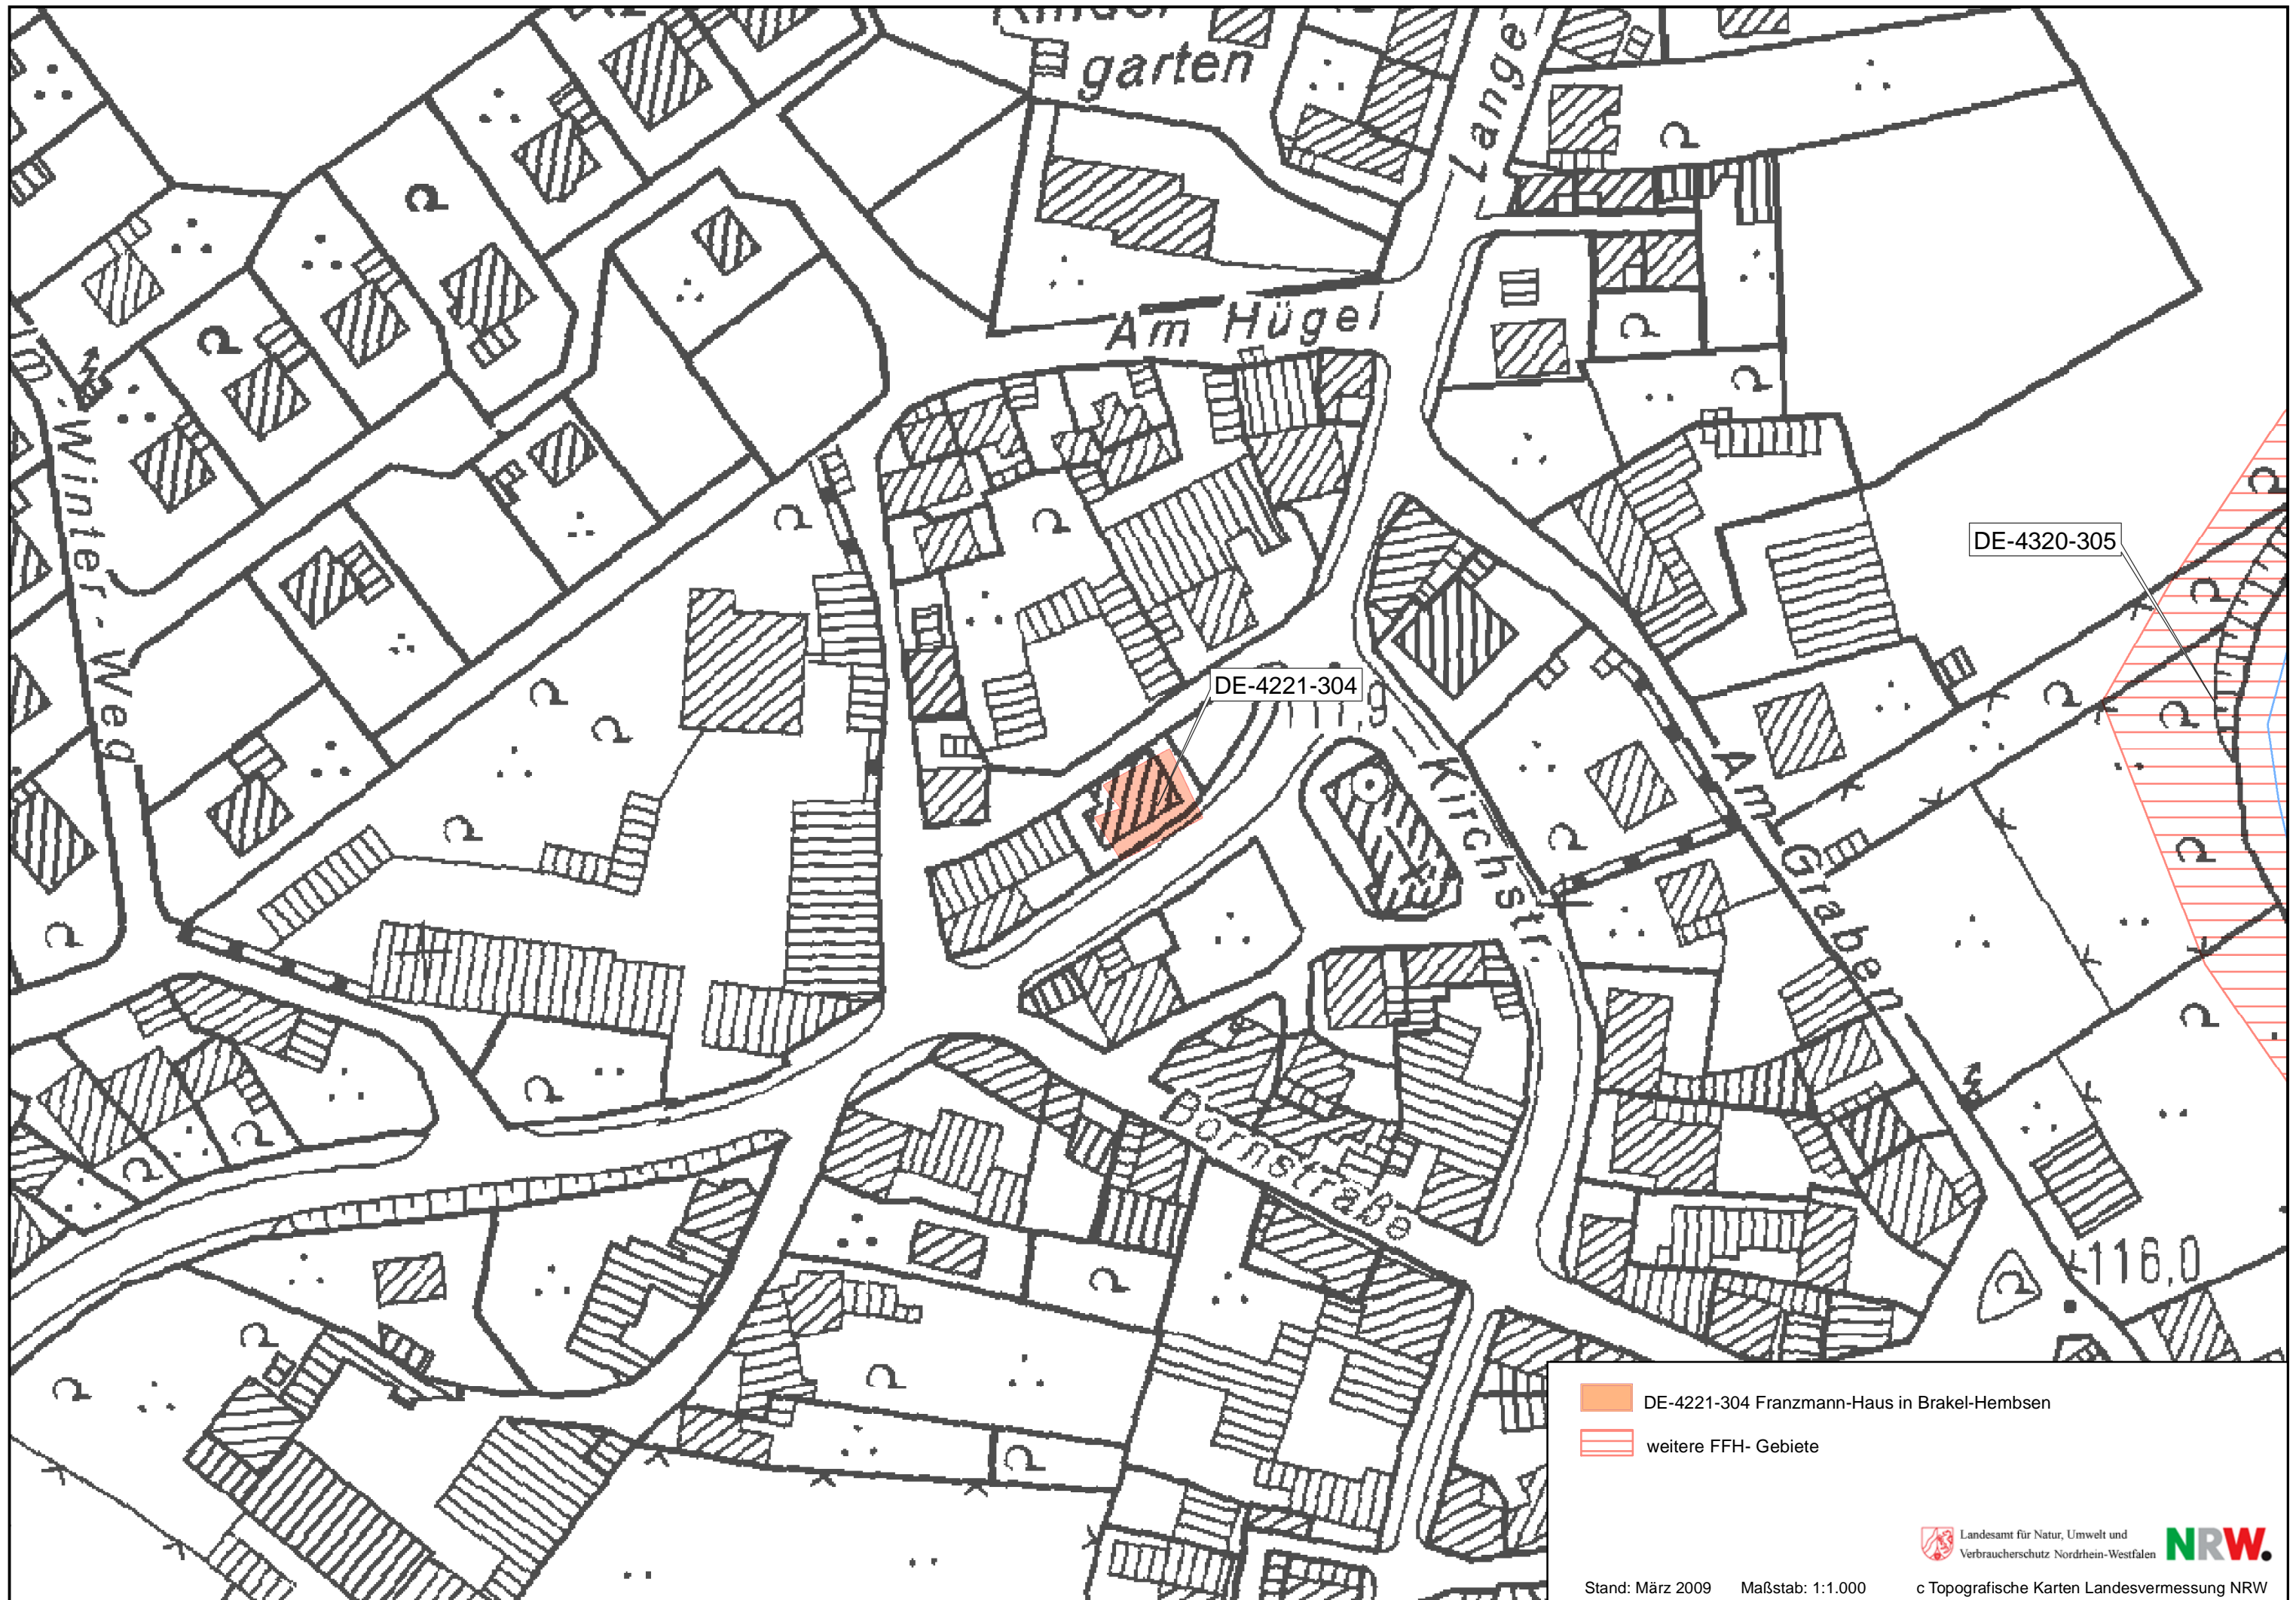 garten
Lange
Am Hügel
Winter-Weg
DE-4320-305
DE-4221-304
111,9
Kirchstr.
Am Graben
Bornstraße
116,0
DE-4221-304 Franzmann-Haus in Brakel-Hembsen
weitere FFH- Gebiete
Landesamt für Natur, Umwelt und
Verbraucherschutz Nordrhein-Westfalen
NRW.
Stand: März 2009 Maßstab: 1:1.000 c Topografische Karten Landesvermessung NRW